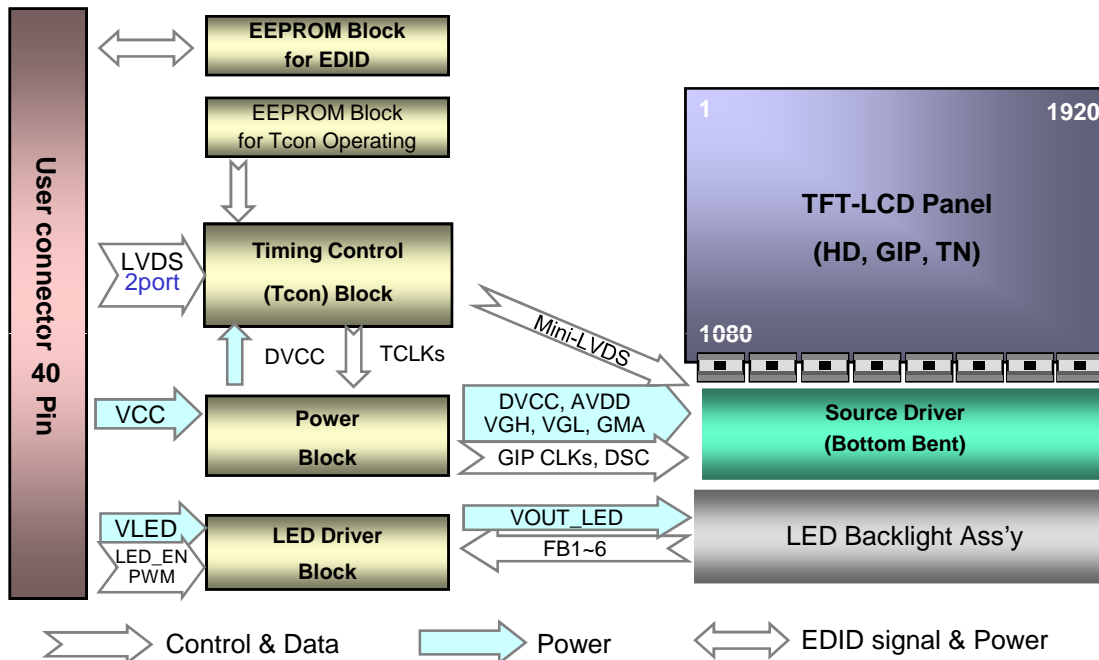 User connector 40 Pin
EEPROM Block
for EDID
EEPROM Block
for Tcon Operating
LVDS
2port
Timing Control
(Tcon) Block
DVCC
TCLKs
Mini-LVDS
1
1920
TFT-LCD Panel
(HD, GIP, TN)
1080
VCC
Power
Block
DVCC, AVDD
VGH, VGL, GMA
GIP CLKs, DSC
Source Driver
(Bottom Bent)
VLED
LED_EN
PWM
LED Driver
Block
VOUT_LED
FB1~6
LED Backlight Ass'y
Control & Data
Power
EDID signal & Power